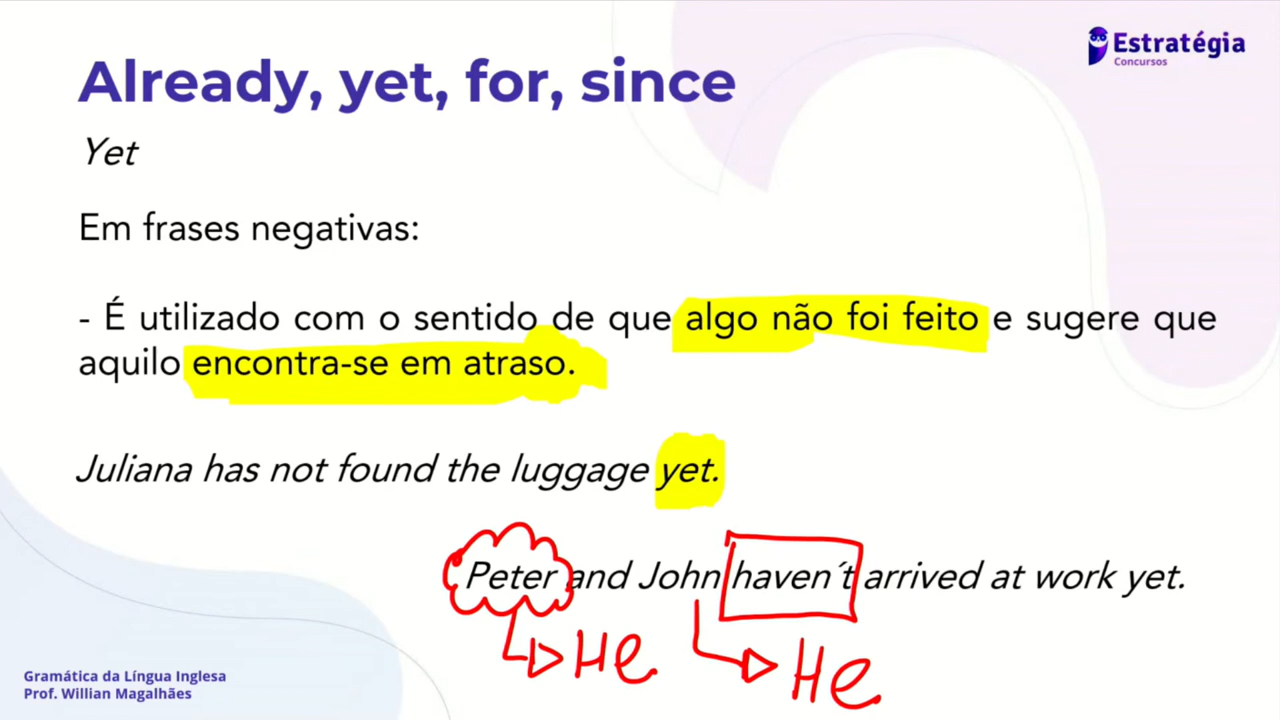 Estratégia
Concursos
Already, yet, for, since
Yet
Em frases negativas:
- É utilizado com o sentido de que algo não foi feito e sugere que
aquilo encontra-se em atraso.
Juliana has not found the luggage yet.
Peter and John haven´t arrived at work yet.
He He
Gramática da Língua Inglesa
Prof. Willian Magalhães